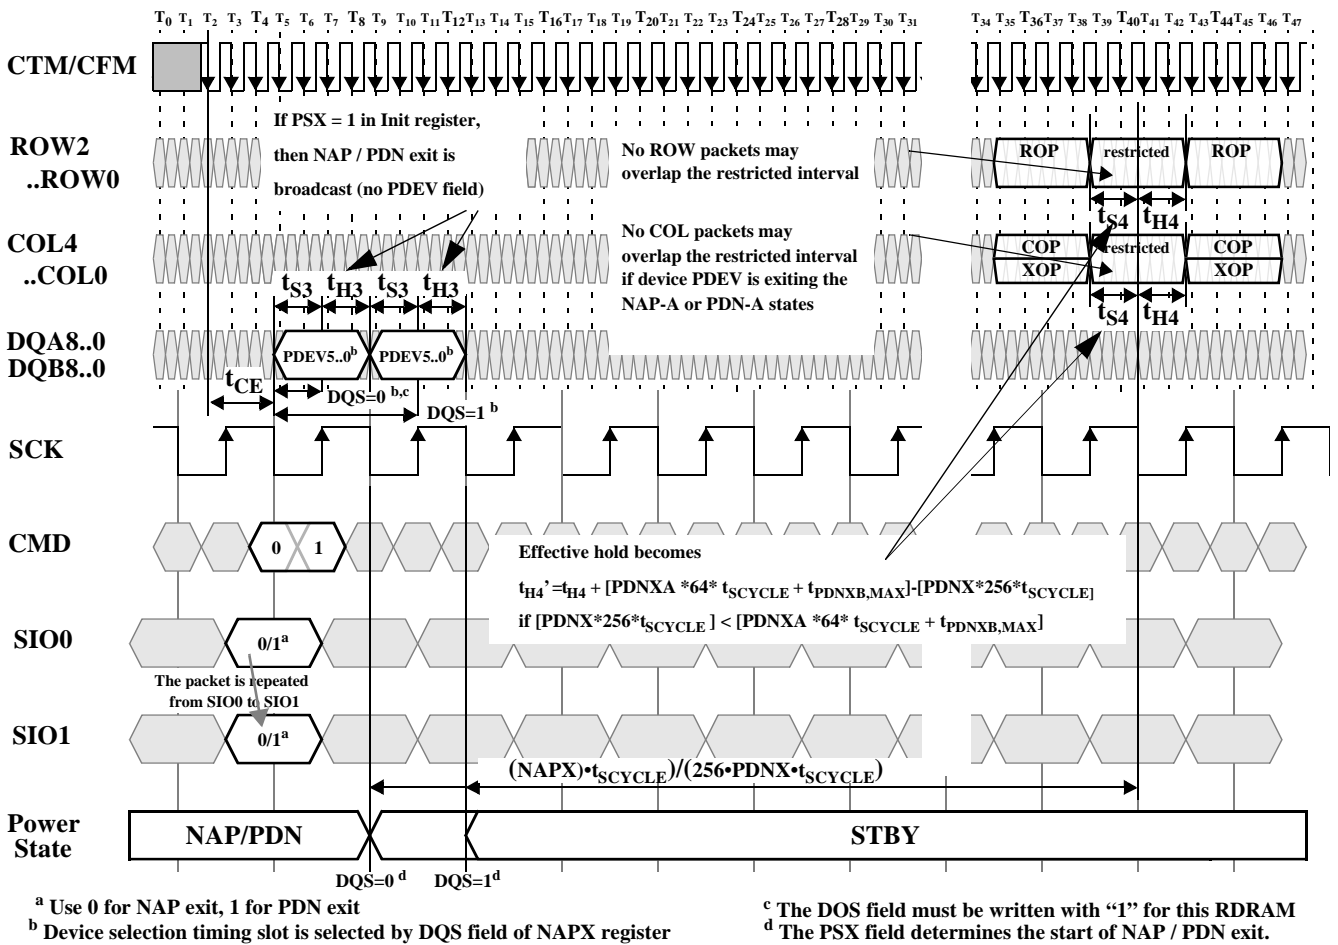 T0 T1 T2 T3 T4 T5 T6 T7 T8 T9 T10 T11 T12 T13 T14 T15 T16 T17 T18 T19 T20 T21 T22 T23 T24 T25 T26 T27 T28 T29 T30 T31 T34 T35 T36 T37 T38 T39 T40 T41 T42 T43 T44 T45 T46 T47
CTM/CFM
If PSX = 1 in Init register,
then NAP / PDN exit is
broadcast (no PDEV field)
ROW2
..ROW0
No ROW packets may
overlap the restricted interval
ROP restricted ROP
tS4 tH4
COL4
..COL0
No COL packets may
overlap the restricted interval
if device PDEV is exiting the
NAP-A or PDN-A states
COP restricted COP
XOP XOP
tS4 tH4
tS3 tH3 tS3 tH3
DQA8..0
DQB8..0
PDEV5..0b PDEV5..0b
tCE
DQS=0 b,c
DQS=1 b
SCK
CMD
0 1
Effective hold becomes
tH4’=tH4 + [PDNXA *64* tSCYCLE + tPDNXB,MAX]-[PDNX*256*tSCYCLE]
if [PDNX*256*tSCYCLE ] < [PDNXA *64* tSCYCLE + tPDNXB,MAX]
SIO0
0/1a
The packet is repeated
from SIO0 to SIO1
SIO1
0/1a
(NAPX)•tSCYCLE)/(256•PDNX•tSCYCLE)
Power
State
NAP/PDN STBY
DQS=0 d DQS=1d
a Use 0 for NAP exit, 1 for PDN exit
b Device selection timing slot is selected by DQS field of NAPX register
c The DOS field must be written with “1” for this RDRAM
d The PSX field determines the start of NAP / PDN exit.